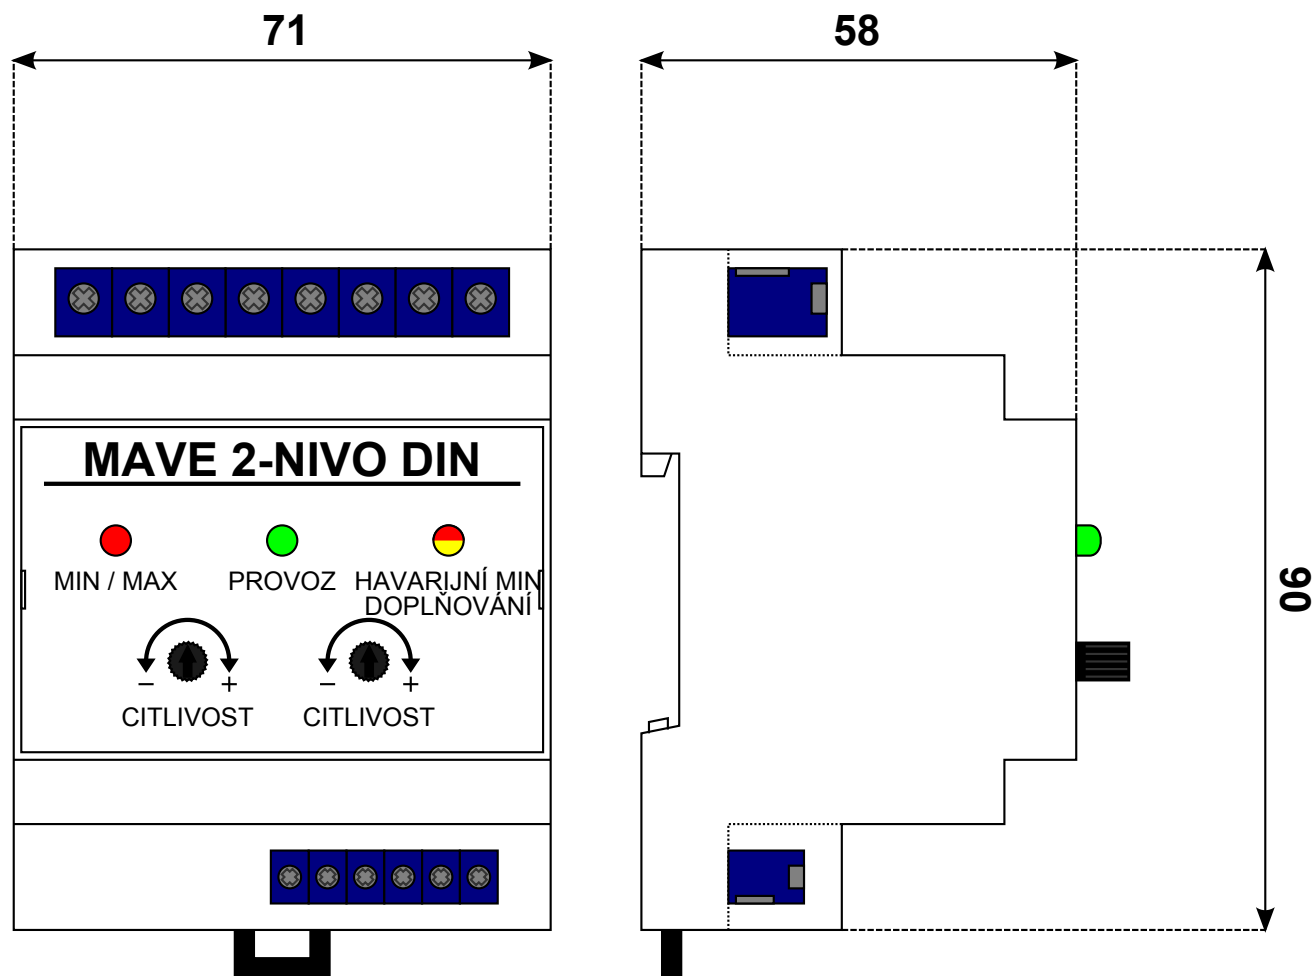 71
58
MAVE 2-NIVO DIN
MIN / MAX
PROVOZ
HAVARIJNÍ MIN
DOPLŇOVÁNÍ
– +
– +
CITLIVOST
CITLIVOST
90